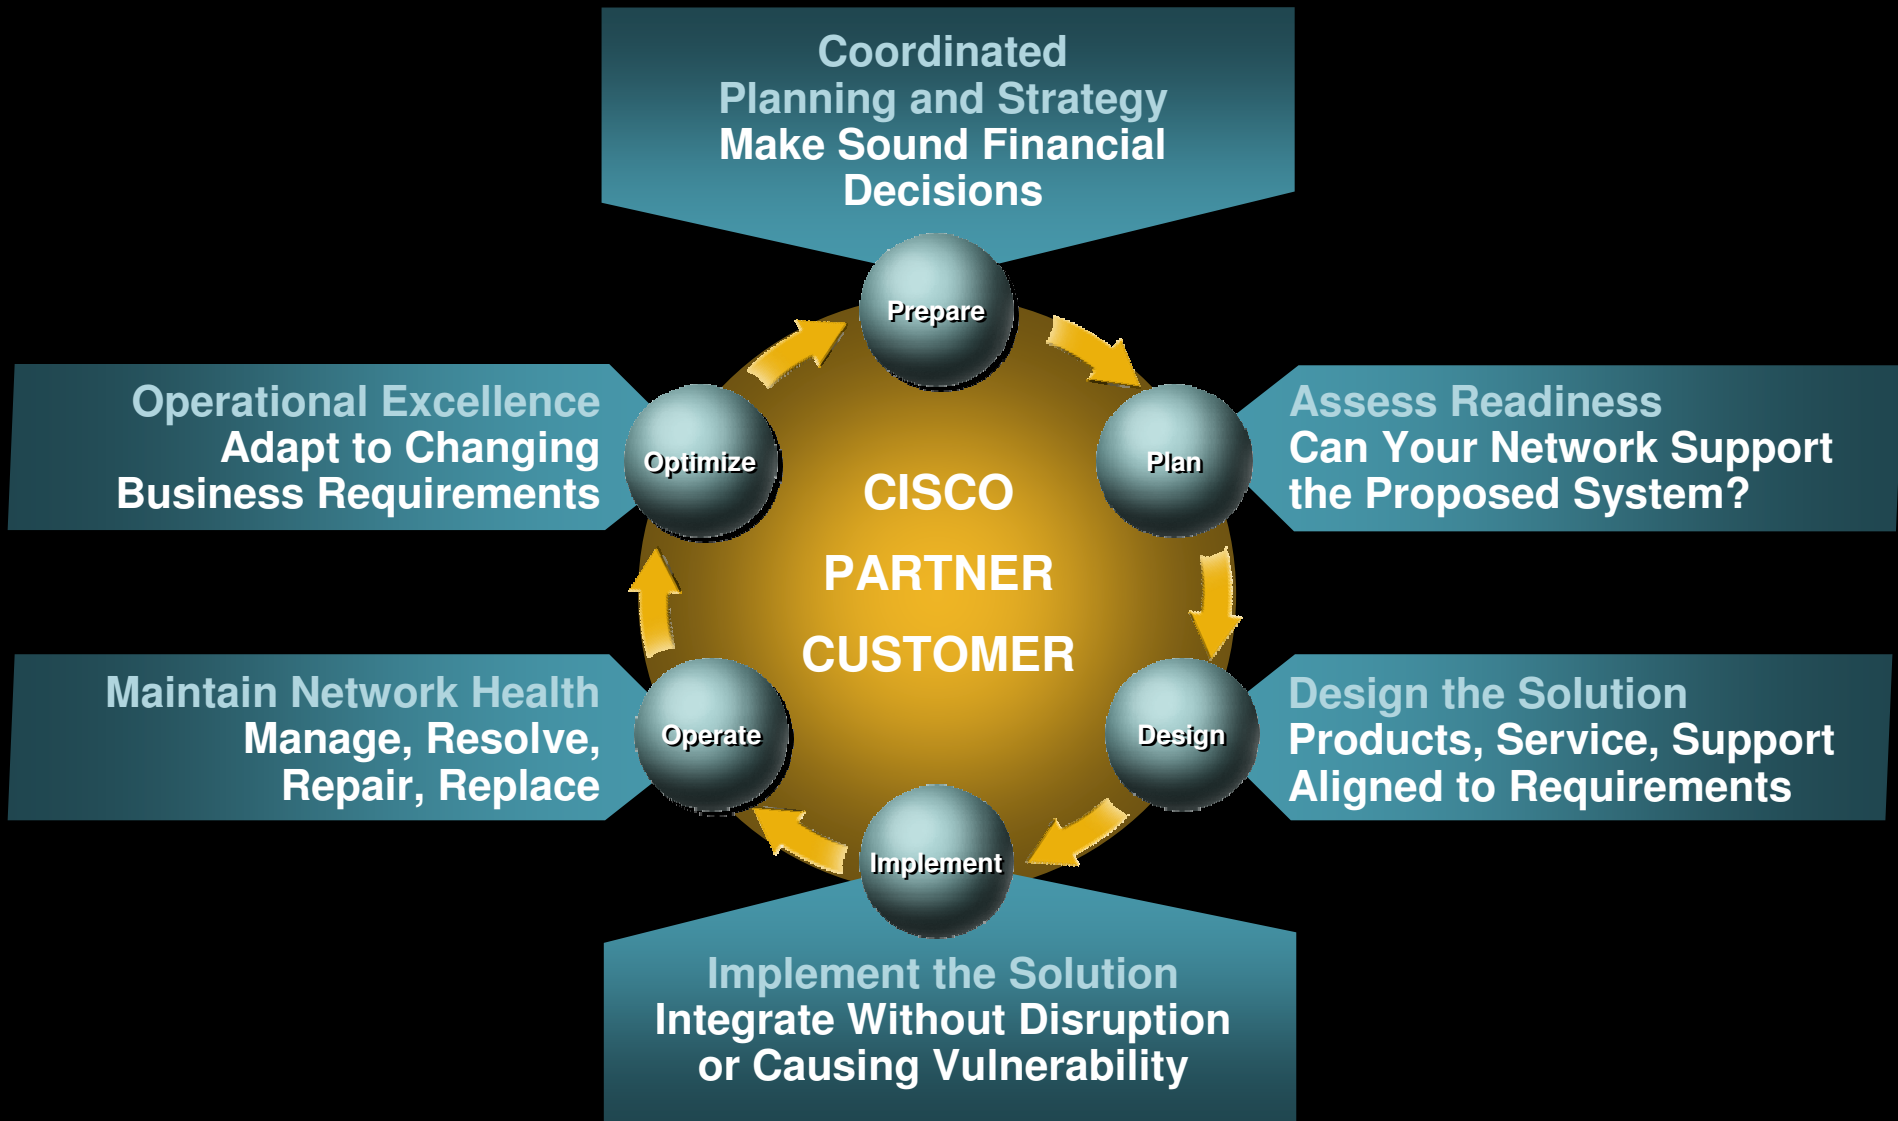 Coordinated
Planning and Strategy
Make Sound Financial
Decisions
Prepare
Operational Excellence
Adapt to Changing
Business Requirements
Optimize
Plan
Assess Readiness
Can Your Network Support
the Proposed System?
CISCO
PARTNER
CUSTOMER
Maintain Network Health
Manage, Resolve,
Repair, Replace
Operate
Design
Design the Solution
Products, Service, Support
Aligned to Requirements
Implement
Implement the Solution
Integrate Without Disruption
or Causing Vulnerability